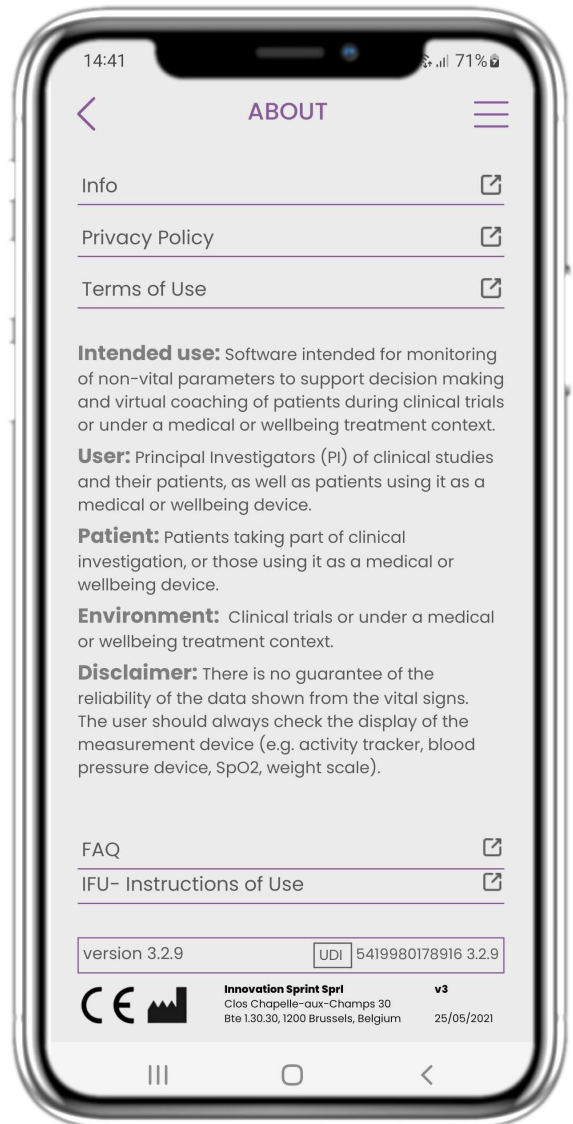 14:41
71%
ABOUT
Info
Privacy Policy
Terms of Use
Intended use: Software intended for monitoring
of non-vital parameters to support decision making
and virtual coaching of patients during clinical trials
or under a medical or wellbeing treatment context.
User: Principal Investigators (PI) of clinical studies
and their patients, as well as patients using it as a
medical or wellbeing device.
Patient: Patients taking part of clinical
investigation, or those using it as a medical or
wellbeing device.
Environment: Clinical trials or under a medical
or wellbeing treatment context.
Disclaimer: There is no guarantee of the
reliability of the data shown from the vital signs.
The user should always check the display of the
measurement device (e.g. activity tracker, blood
pressure device, SpO2, weight scale).
FAQ
IFU- Instructions of Use
version 3.2.9 UDI 5419980178916 3.2.9
CE Innovation Sprint Sprl v3
Clos Chapelle-aux-Champs 30
Bte 1.30.30, 1200 Brussels, Belgium 25/05/2021